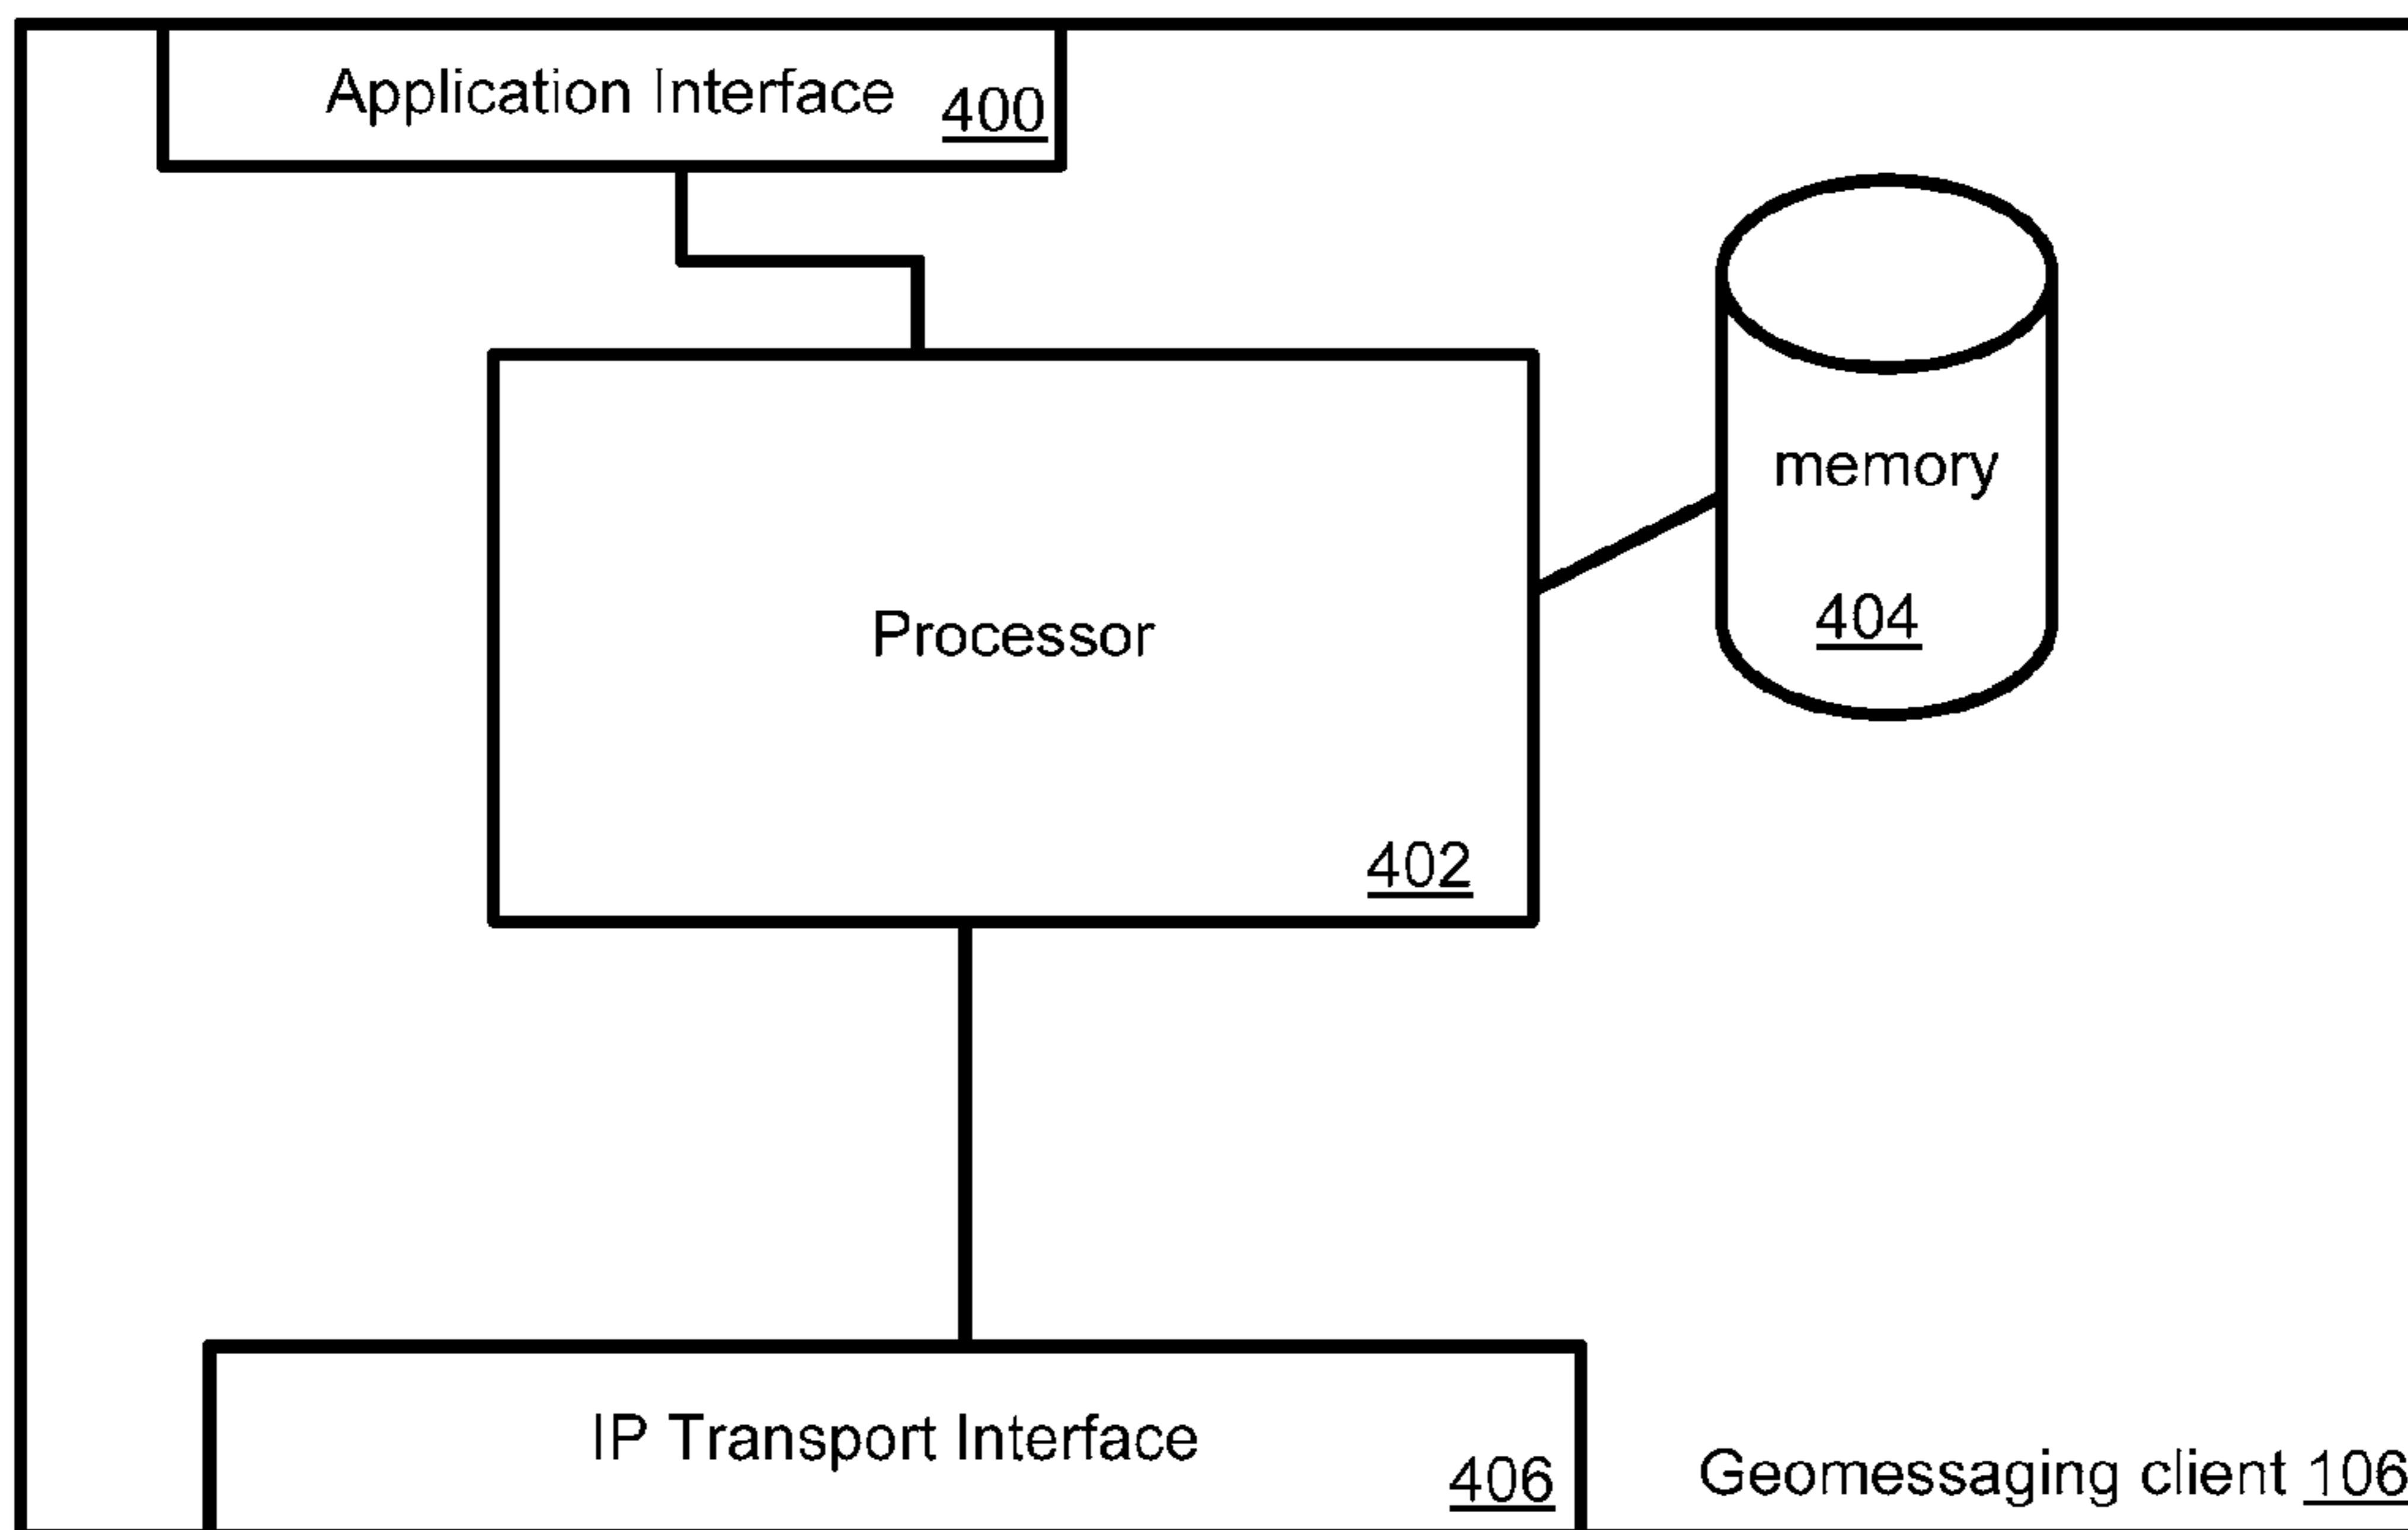 Application Interface 400
memory
404
Processor
402
IP Transport Interface 406
Geomessaging client 106